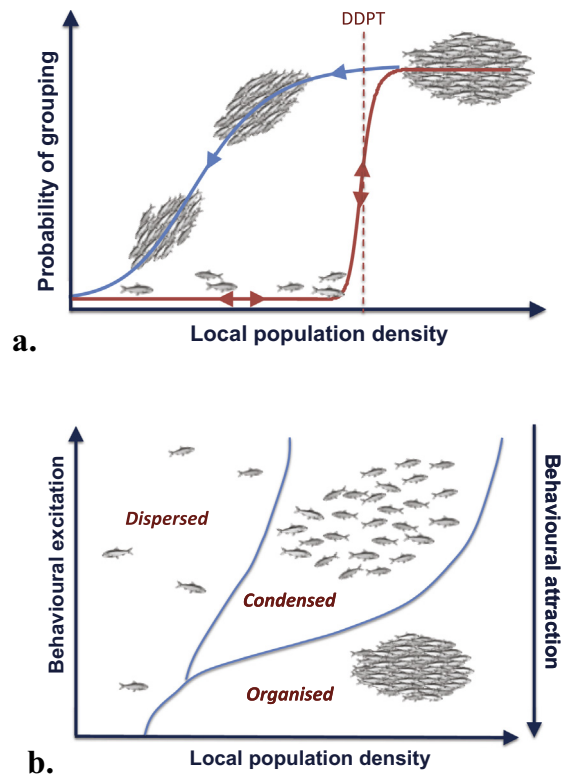 DDPT
Probability of grouping
Local population density
a.
Behavioural excitation
Behavioural attraction
Dispersed
Condensed
Organised
Local population density
b.